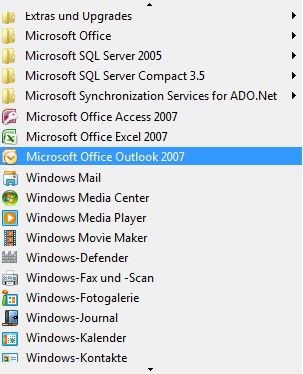 Extras und Upgrades
Microsoft Office
Microsoft SQL Server 2005
Microsoft SQL Server Compact 3.5
Microsoft Synchronization Services for ADO.Net
Microsoft Office Access 2007
Microsoft Office Excel 2007
Microsoft Office Outlook 2007
Windows Mail
Windows Media Center
Windows Media Player
Windows Movie Maker
Windows-Defender
Windows-Fax und -Scan
Windows-Fotogalerie
Windows-Journal
Windows-Kalender
Windows-Kontakte